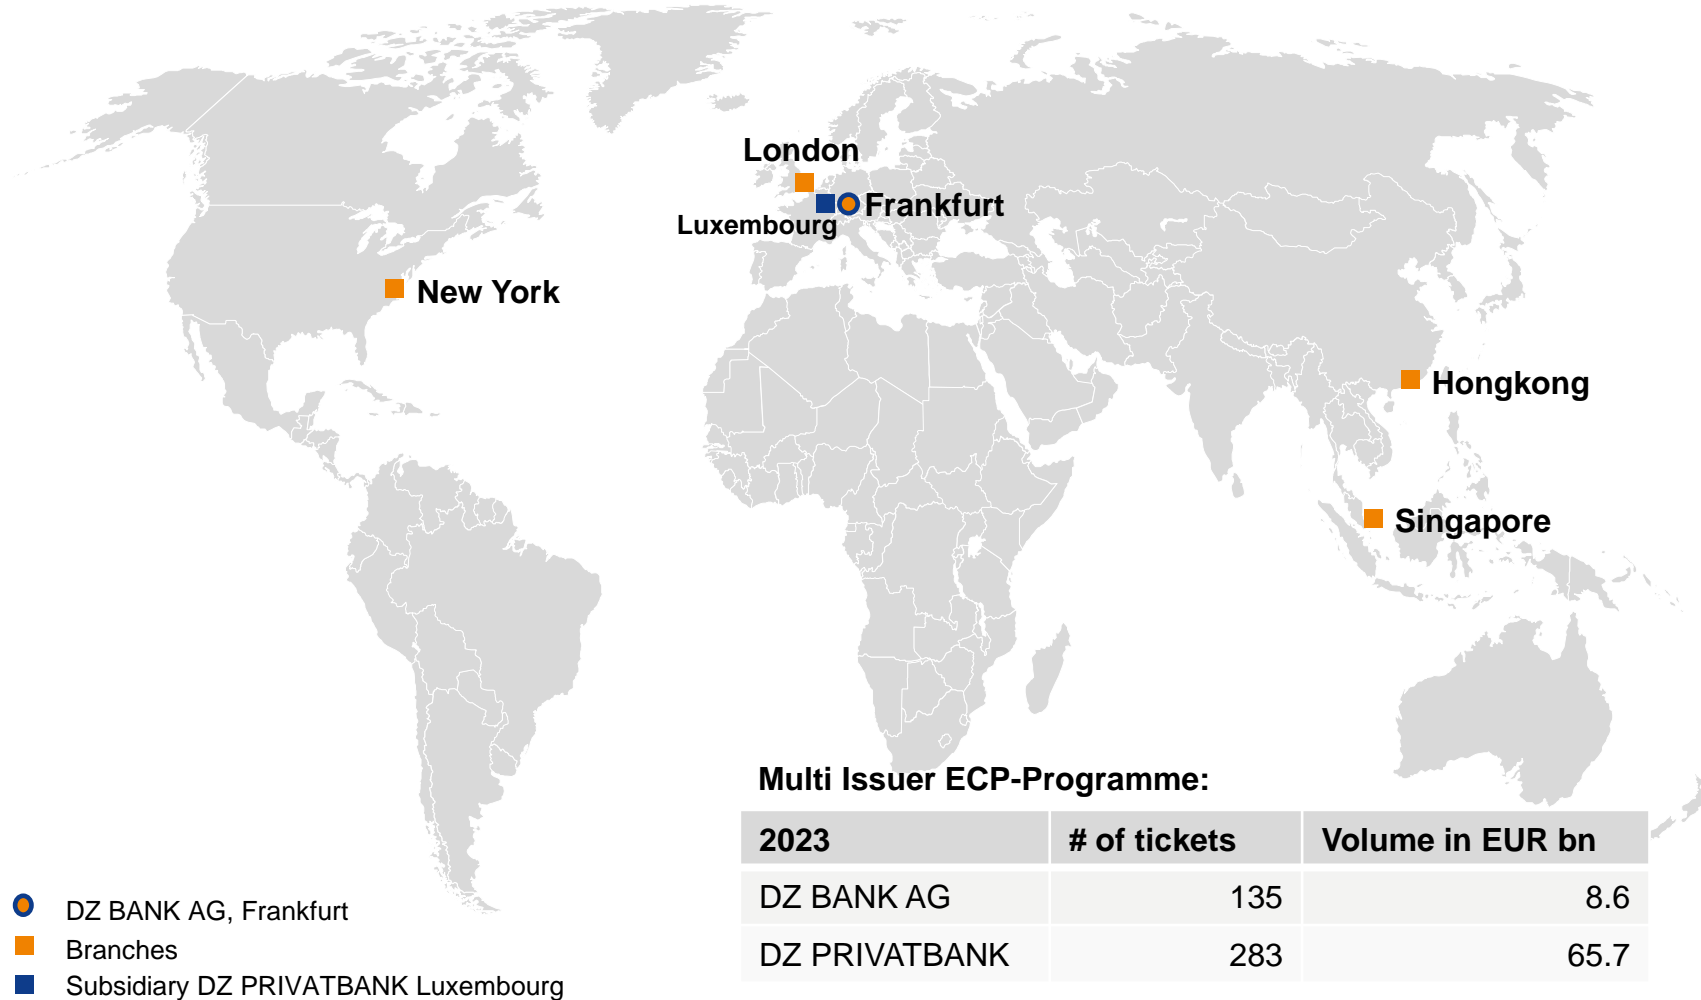 London
Frankfurt
Luxembourg
New York
Hongkong
Singapore
Multi Issuer ECP-Programme:
2023 # of tickets Volume in EUR bn
DZ BANK AG 135 8.6
DZ PRIVATBANK 283 65.7
DZ BANK AG, Frankfurt
Branches
Subsidiary DZ PRIVATBANK Luxembourg